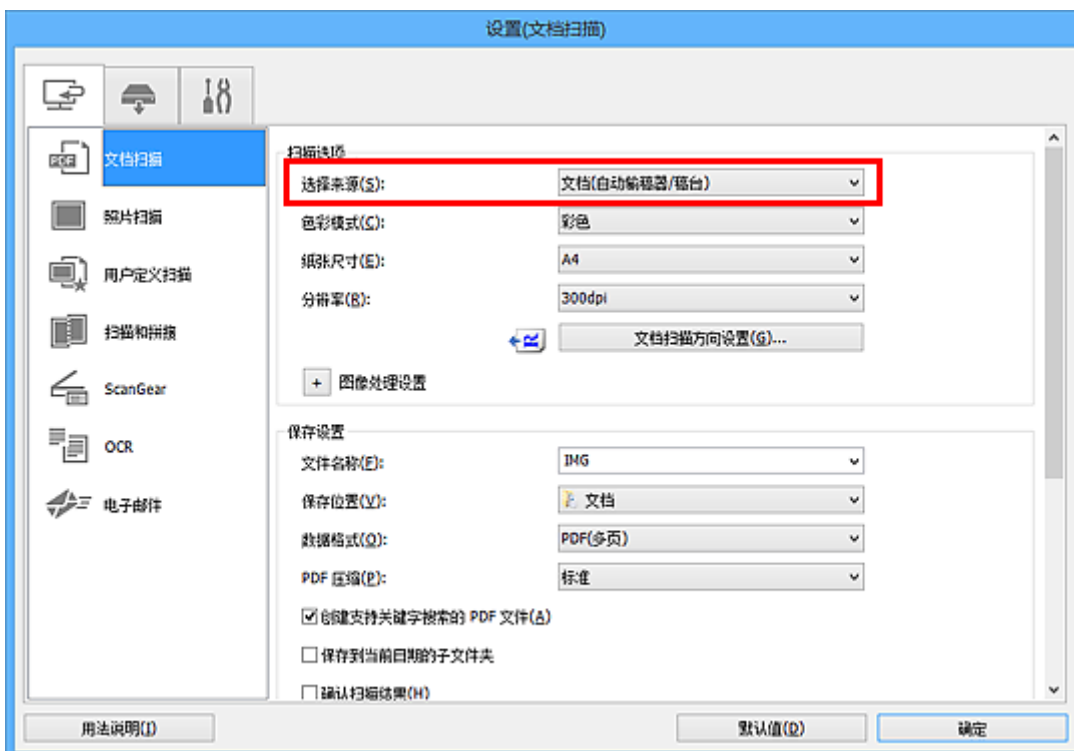 设置(文档扫描)
文档扫描
照片扫描
用户定义扫描
扫描和拼接
ScanGear
OCR
电子邮件
扫描选项
选择来源(S): 文档(自动输稿器/稿台)
色彩模式(C): 彩色
纸张尺寸(E): A4
分辨率(R): 300dpi
文档扫描方向设置(G)...
+ 图像处理设置
保存设置
文件名称(F): IMG
保存位置(V): 文档
数据格式(O): PDF(多页)
PDF 压缩(P): 标准
创建支持关键字搜索的 PDF 文件(A)
保存到当前日期的子文件夹
确认扫描结果(H)
用法说明(I) 默认值(D) 确定